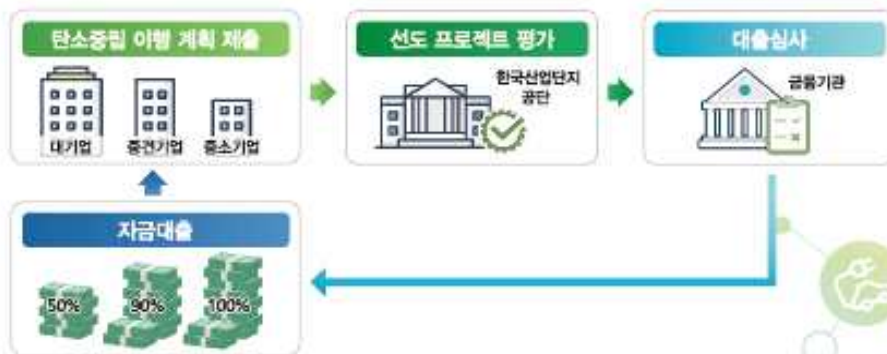 탄소중립 이행 계획 제출
대기업
중견기업
중소기업
선도 프로젝트 평가
한국산업단지
공단
대출심사
금융기관
자금대출
50%
90%
100%